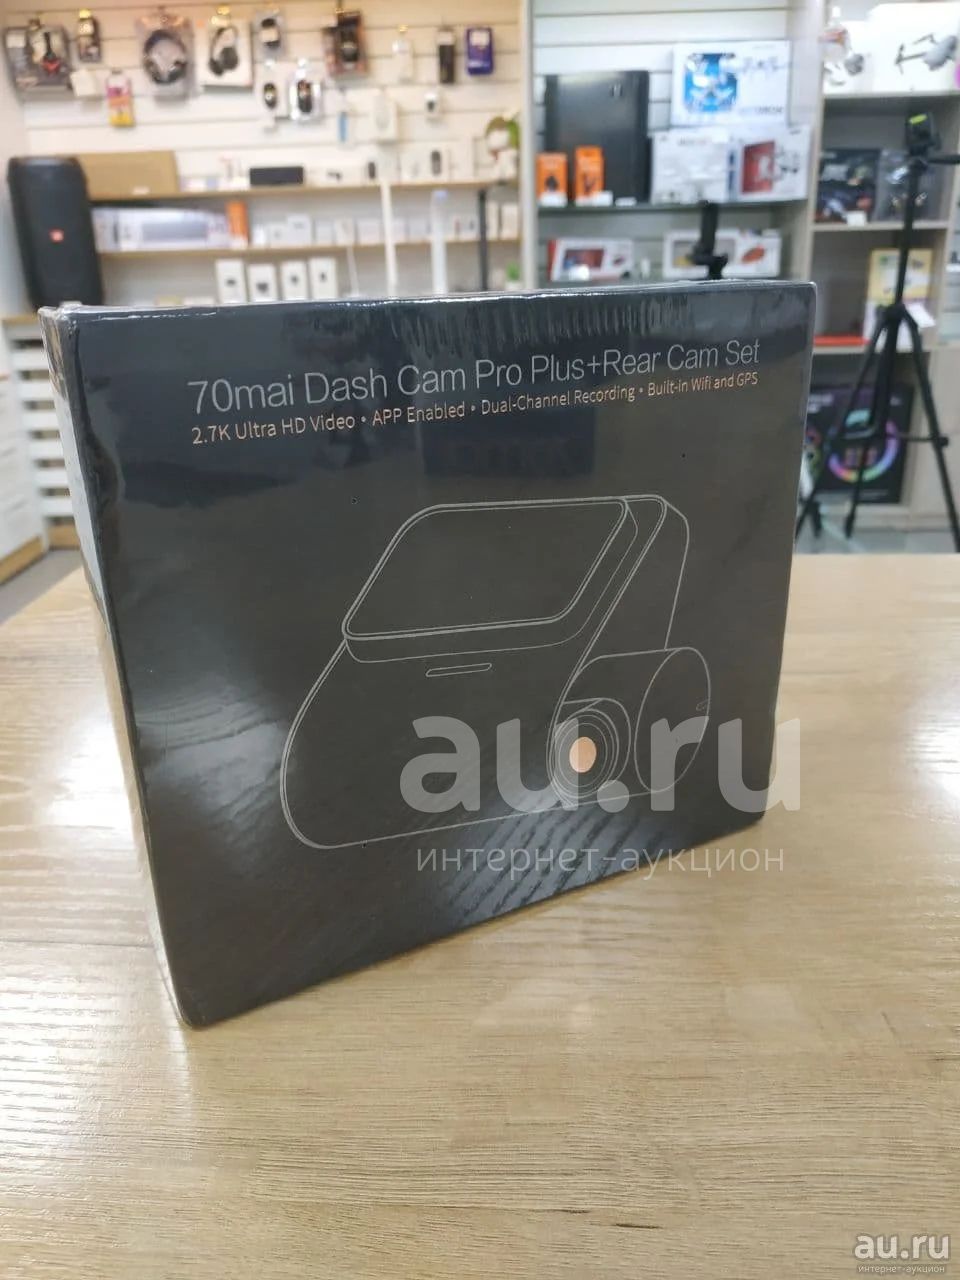 70mai Dash Cam Pro Plus+Rear Cam Set
2.7K Ultra HD Video • APP Enabled • Dual-Channel Recording • Built-in Wifi and GPS
au.ru
интернет-аукцион
au.ru
интернет-аукцион